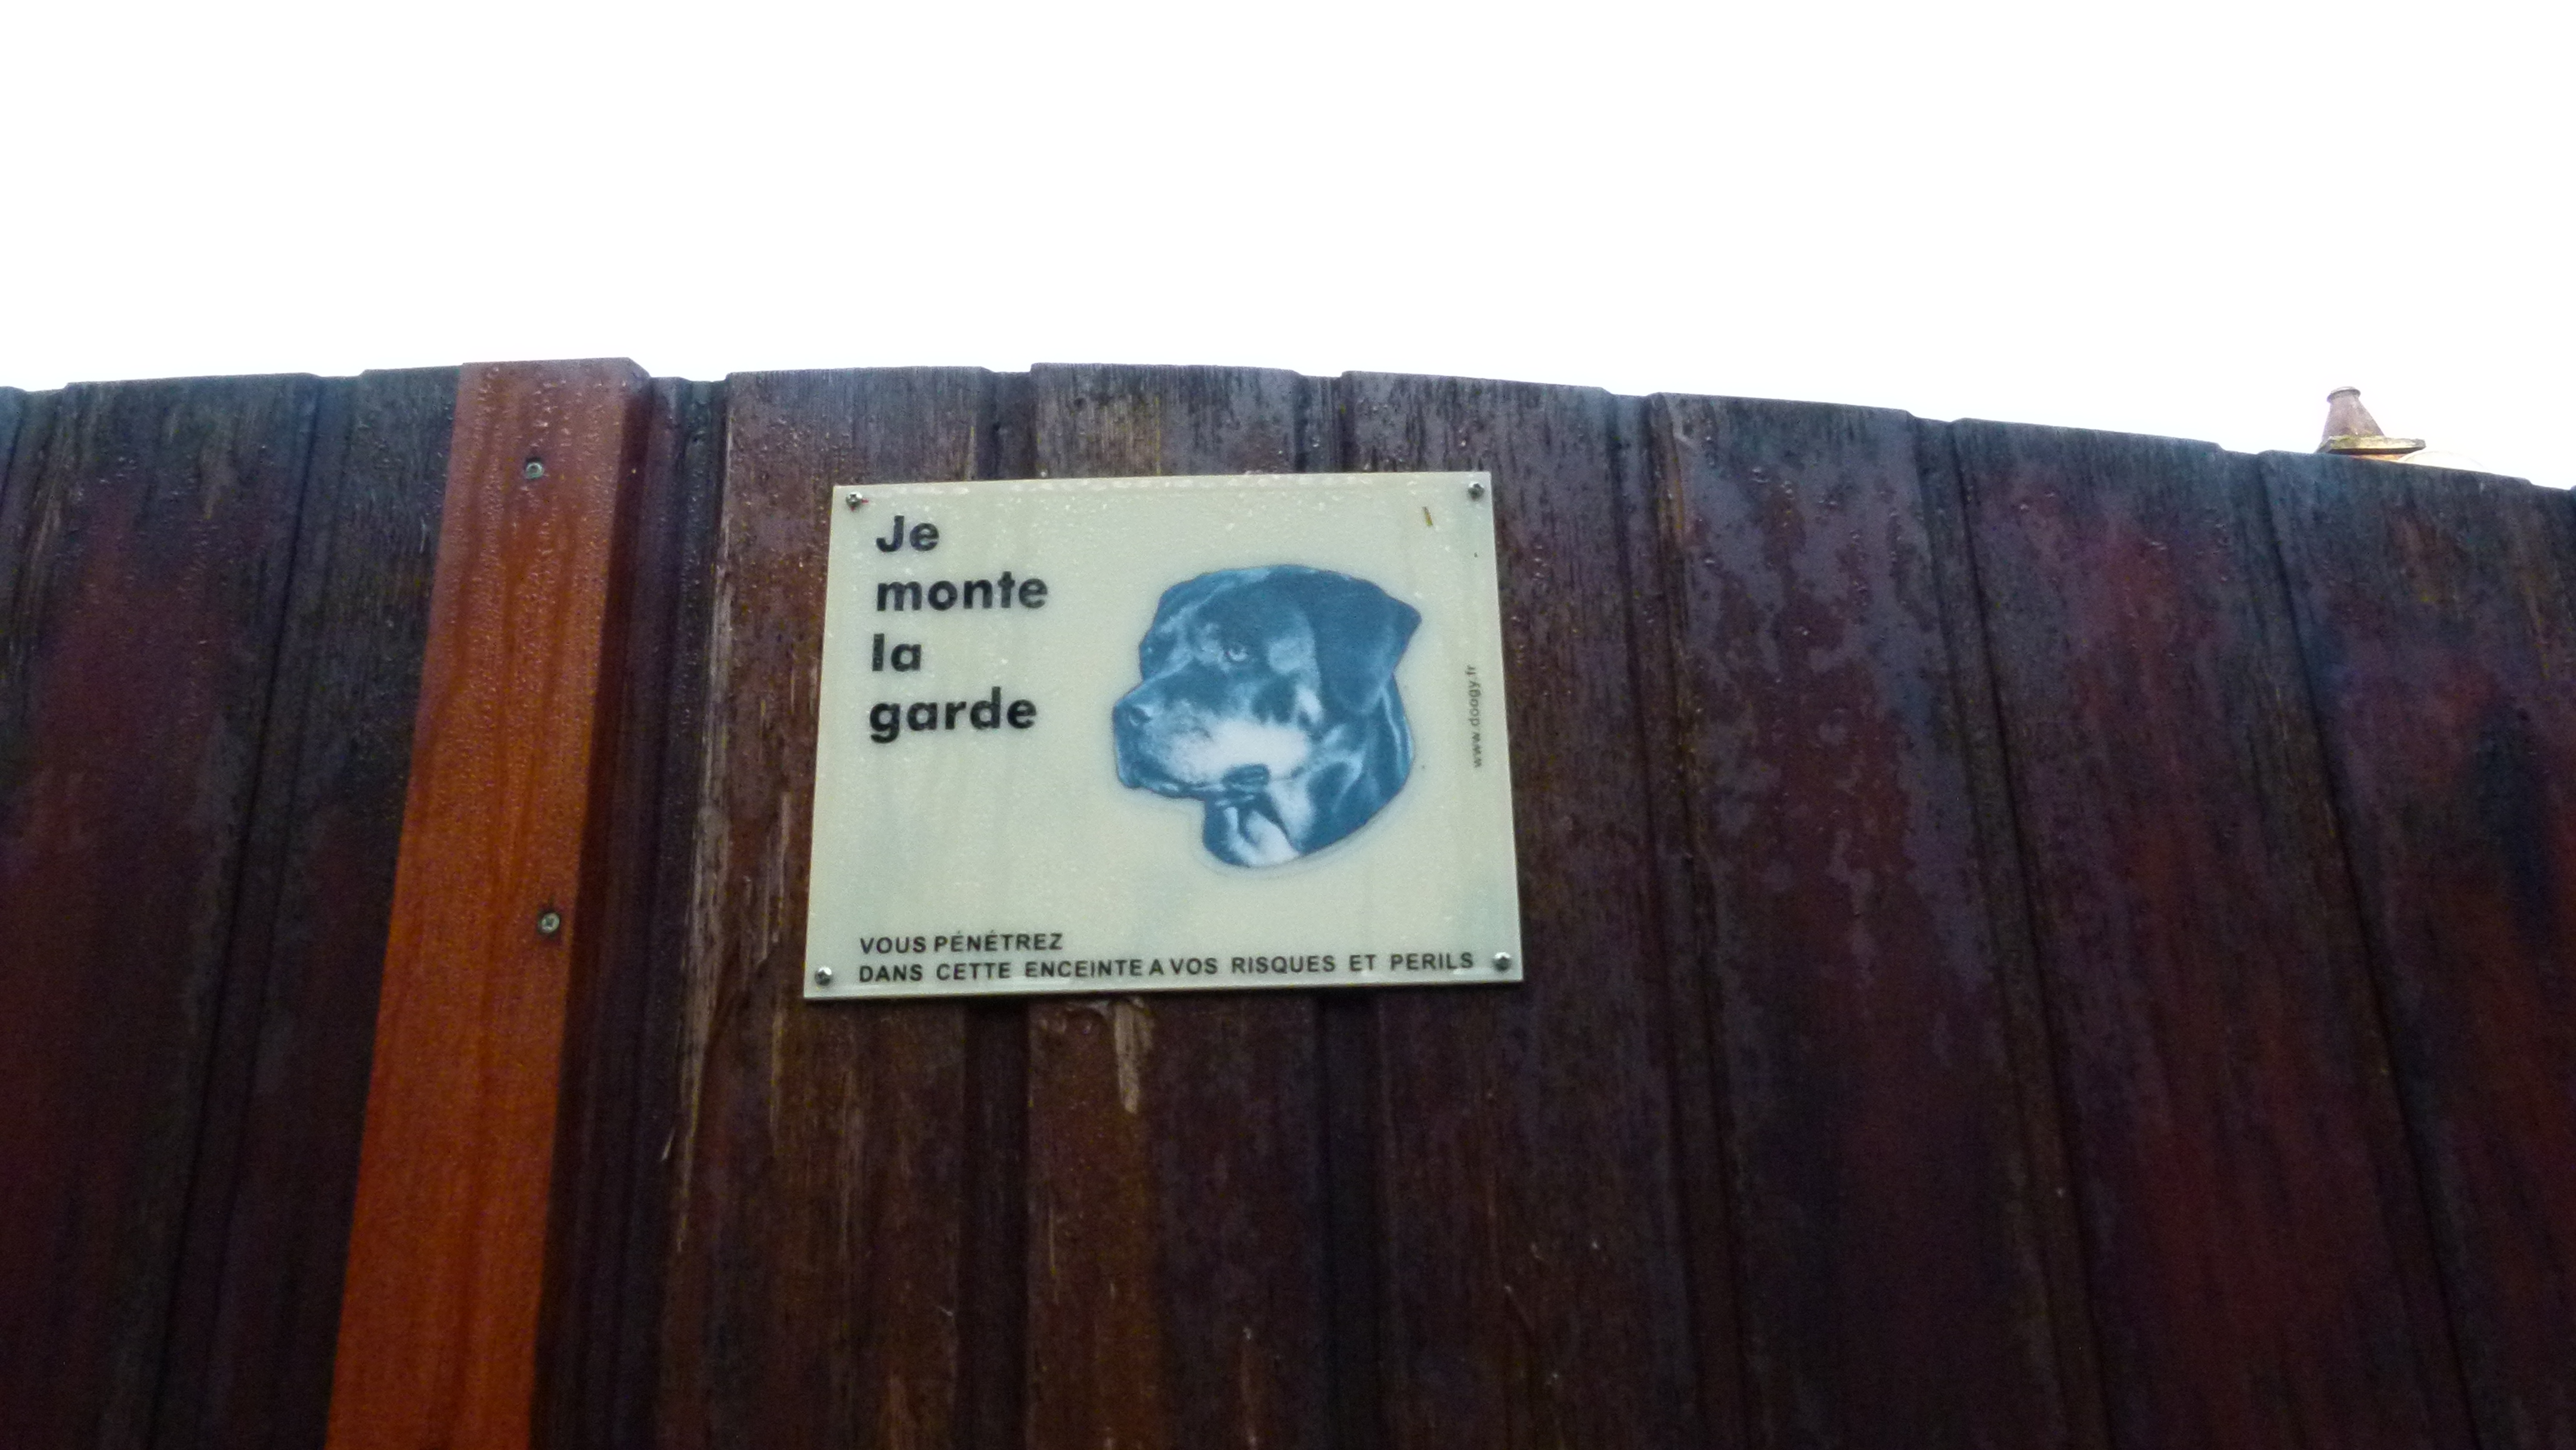 Je
monte
la
garde
www.doogy.fr
VOUS PÉNÉTREZ
DANS CETTE ENCEINTE A VOS RISQUES ET PERILS